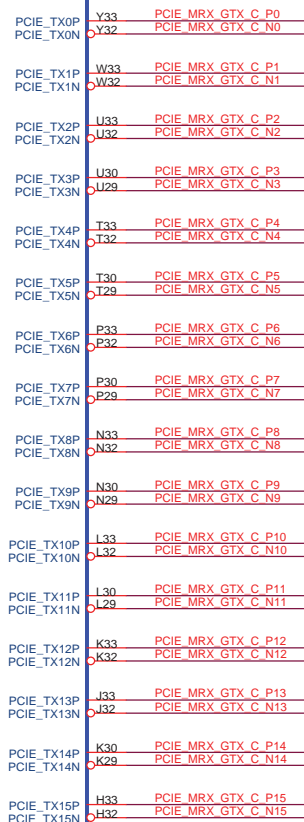 PCIE_TX0P Y33 PCIE_MRX_GTX_C_P0
PCIE_TX0N Y32 PCIE_MRX_GTX_C_N0
PCIE_TX1P W33 PCIE_MRX_GTX_C_P1
PCIE_TX1N W32 PCIE_MRX_GTX_C_N1
PCIE_TX2P U33 PCIE_MRX_GTX_C_P2
PCIE_TX2N U32 PCIE_MRX_GTX_C_N2
PCIE_TX3P U30 PCIE_MRX_GTX_C_P3
PCIE_TX3N U29 PCIE_MRX_GTX_C_N3
PCIE_TX4P T33 PCIE_MRX_GTX_C_P4
PCIE_TX4N T32 PCIE_MRX_GTX_C_N4
PCIE_TX5P T30 PCIE_MRX_GTX_C_P5
PCIE_TX5N T29 PCIE_MRX_GTX_C_N5
PCIE_TX6P P33 PCIE_MRX_GTX_C_P6
PCIE_TX6N P32 PCIE_MRX_GTX_C_N6
PCIE_TX7P P30 PCIE_MRX_GTX_C_P7
PCIE_TX7N P29 PCIE_MRX_GTX_C_N7
PCIE_TX8P N33 PCIE_MRX_GTX_C_P8
PCIE_TX8N N32 PCIE_MRX_GTX_C_N8
PCIE_TX9P N30 PCIE_MRX_GTX_C_P9
PCIE_TX9N N29 PCIE_MRX_GTX_C_N9
PCIE_TX10P L33 PCIE_MRX_GTX_C_P10
PCIE_TX10N L32 PCIE_MRX_GTX_C_N10
PCIE_TX11P L30 PCIE_MRX_GTX_C_P11
PCIE_TX11N L29 PCIE_MRX_GTX_C_N11
PCIE_TX12P K33 PCIE_MRX_GTX_C_P12
PCIE_TX12N K32 PCIE_MRX_GTX_C_N12
PCIE_TX13P J33 PCIE_MRX_GTX_C_P13
PCIE_TX13N J32 PCIE_MRX_GTX_C_N13
PCIE_TX14P K30 PCIE_MRX_GTX_C_P14
PCIE_TX14N K29 PCIE_MRX_GTX_C_N14
PCIE_TX15P H33 PCIE_MRX_GTX_C_P15
PCIE_TX15N H32 PCIE_MRX_GTX_C_N15